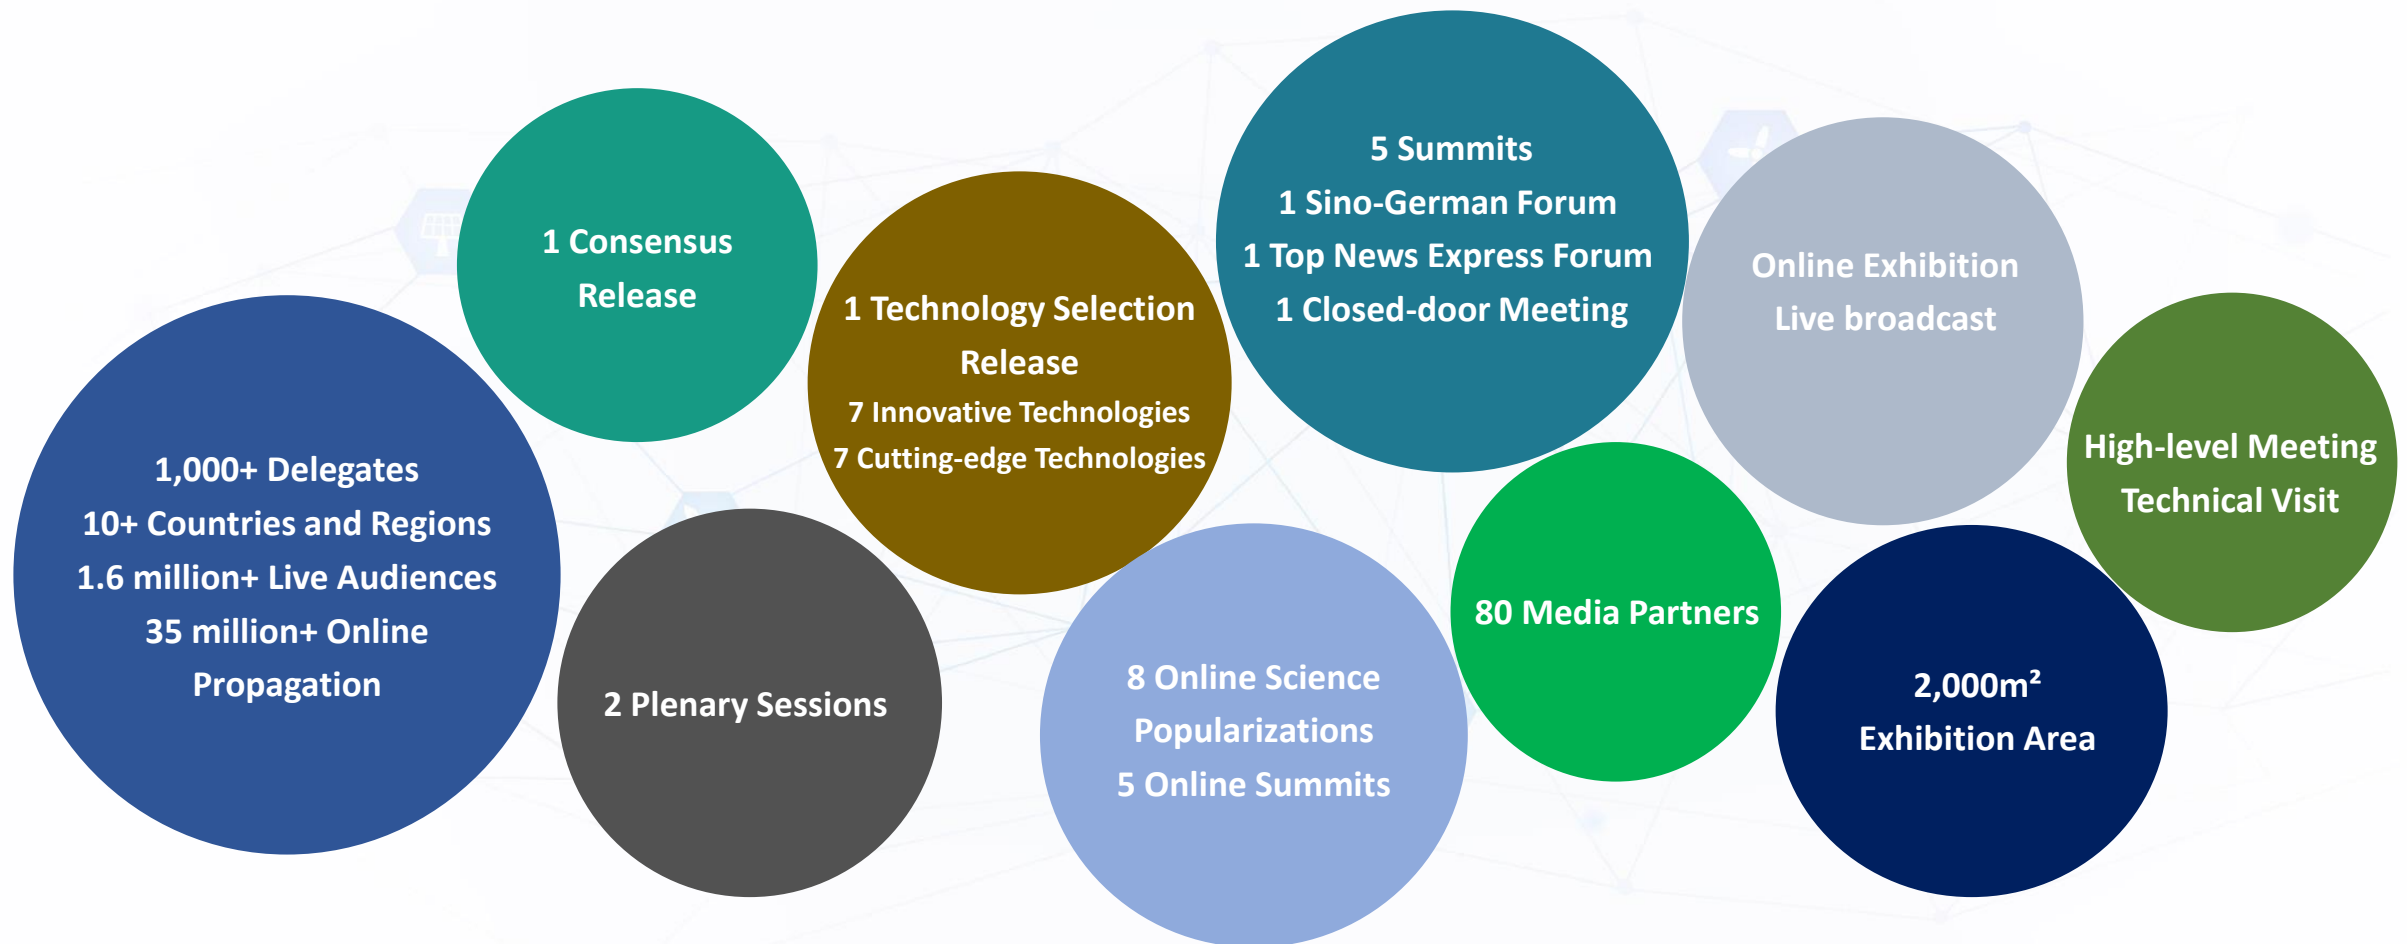 1,000+ Delegates
10+ Countries and Regions
1.6 million+ Live Audiences
35 million+ Online
Propagation
1 Consensus
Release
2 Plenary Sessions
1 Technology Selection
Release
7 Innovative Technologies
7 Cutting-edge Technologies
5 Summits
1 Sino-German Forum
1 Top News Express Forum
1 Closed-door Meeting
8 Online Science
Popularizations
5 Online Summits
80 Media Partners
Online Exhibition
Live broadcast
2,000m²
Exhibition Area
High-level Meeting
Technical Visit